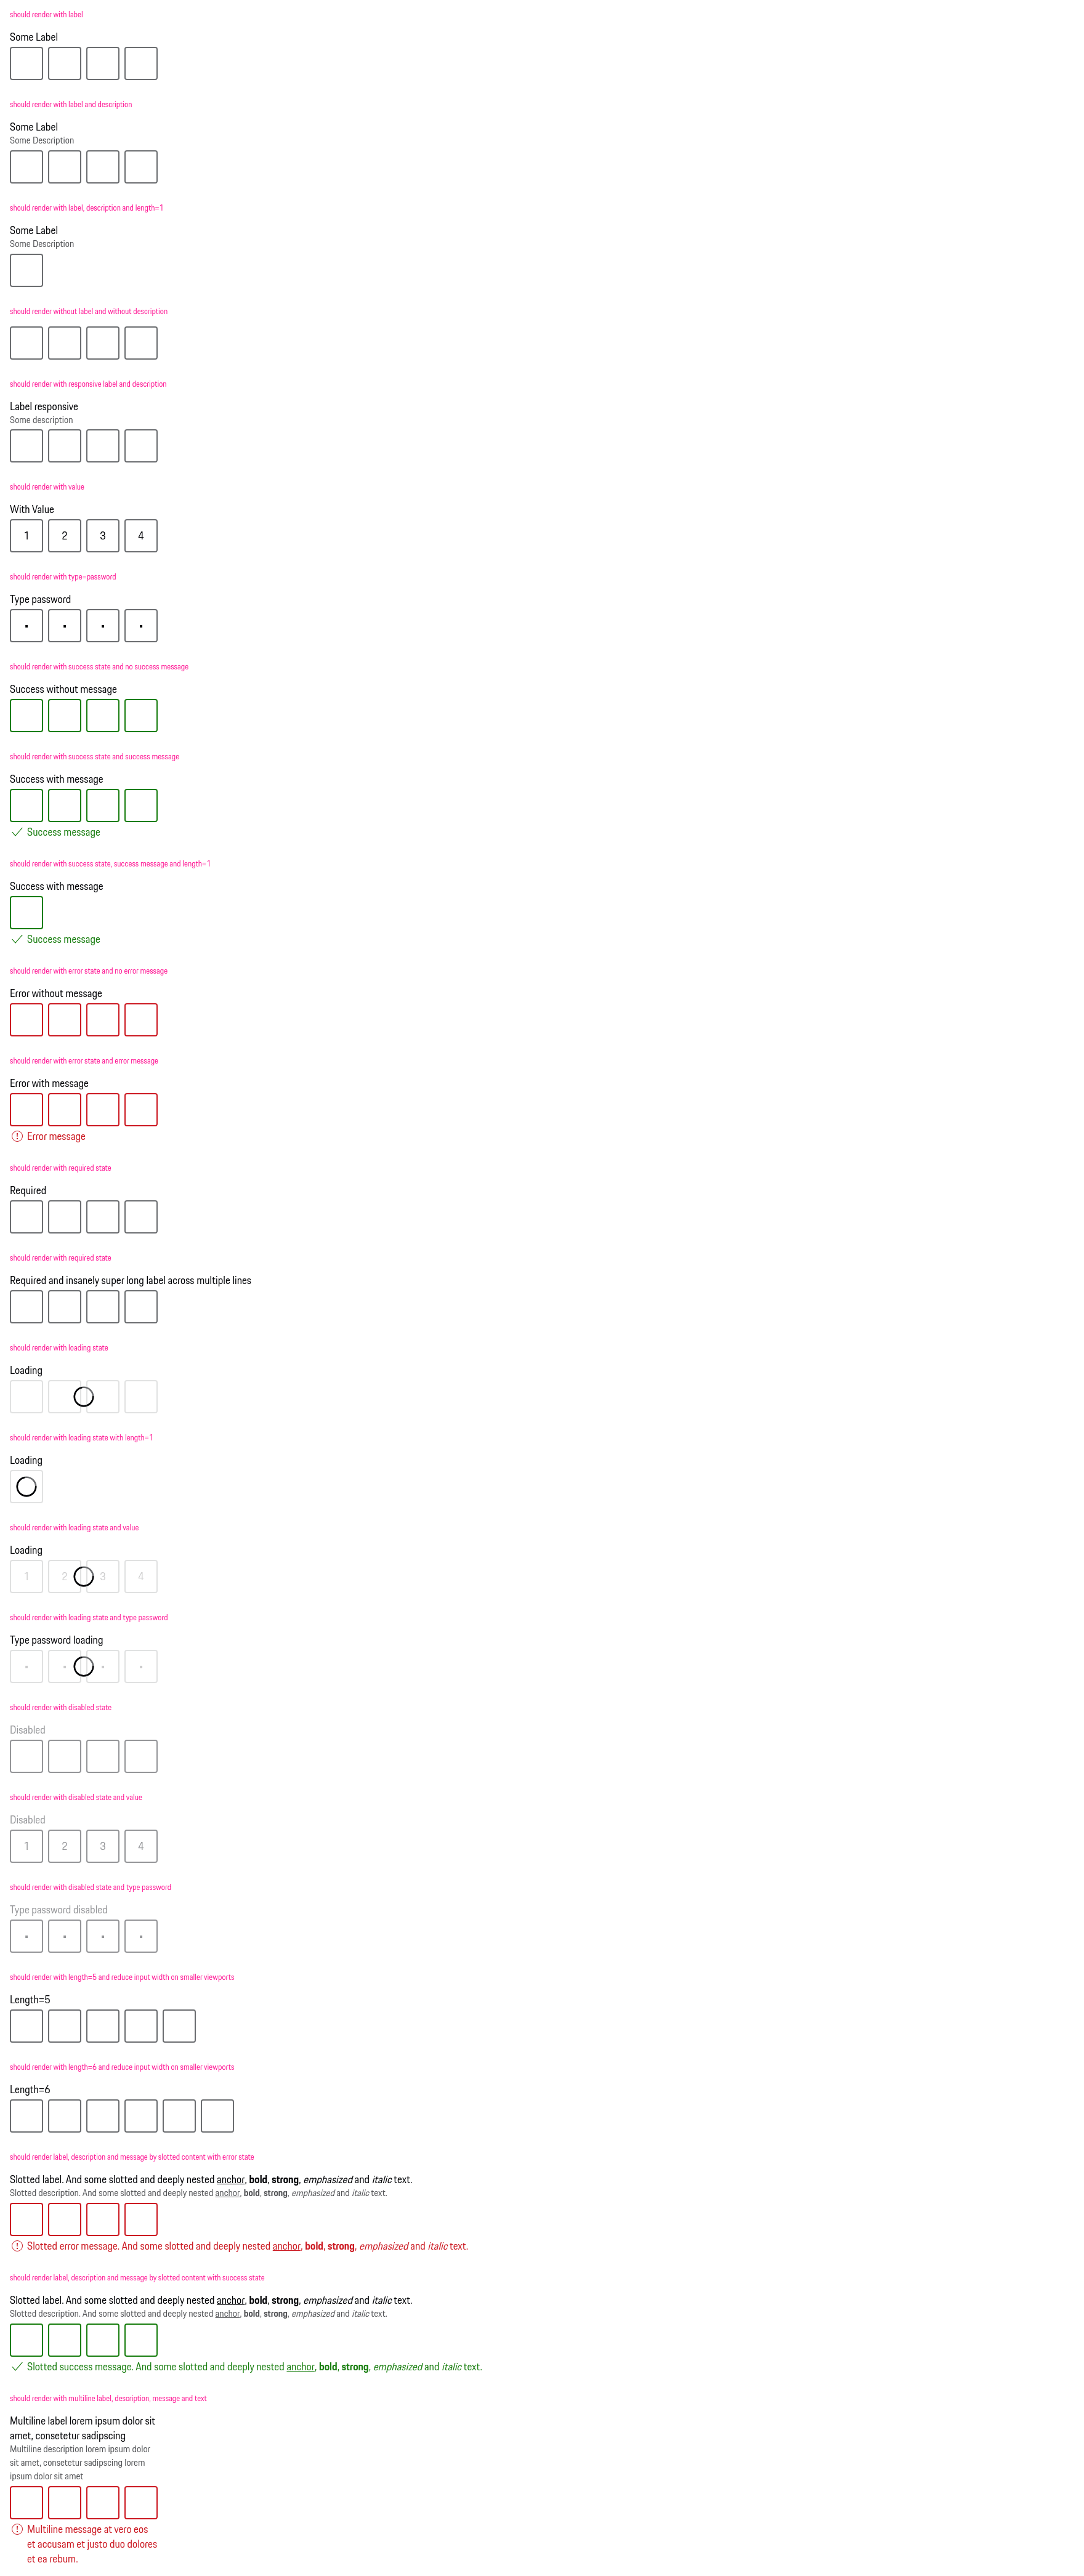 should render with label
Some Label
should render with label and description
Some Label
Some Description
should render with label, description and length=1
Some Label
Some Description
should render without label and without description
should render with responsive label and description
Label responsive
Some description
should render with value
With Value
1 2 3 4
should render with type=password
Type password
should render with success state and no success message
Success without message
should render with success state and success message
Success with message
Success message
should render with success state, success message and length=1
Success with message
Success message
should render with error state and no error message
Error without message
should render with error state and error message
Error with message
Error message
should render with required state
Required
should render with required state
Required and insanely super long label across multiple lines
should render with loading state
Loading
should render with loading state with length=1
Loading
should render with loading state and value
Loading
1 2 3 4
should render with loading state and type password
Type password loading
should render with disabled state
Disabled
should render with disabled state and value
Disabled
1 2 3 4
should render with disabled state and type password
Type password disabled
should render with length=5 and reduce input width on smaller viewports
Length=5
should render with length=6 and reduce input width on smaller viewports
Length=6
should render label, description and message by slotted content with error state
Slotted label. And some slotted and deeply nested anchor, bold, strong, emphasized and italic text.
Slotted description. And some slotted and deeply nested anchor, bold, strong, emphasized and italic text.
Slotted error message. And some slotted and deeply nested anchor, bold, strong, emphasized and italic text.
should render label, description and message by slotted content with success state
Slotted label. And some slotted and deeply nested anchor, bold, strong, emphasized and italic text.
Slotted description. And some slotted and deeply nested anchor, bold, strong, emphasized and italic text.
Slotted success message. And some slotted and deeply nested anchor, bold, strong, emphasized and italic text.
should render with multiline label, description, message and text
Multiline label lorem ipsum dolor sit
amet, consetetur sadipscing
Multiline description lorem ipsum dolor
sit amet, consetetur sadipscing lorem
ipsum dolor sit amet
Multiline message at vero eos
et accusam et justo duo dolores
et ea rebum.